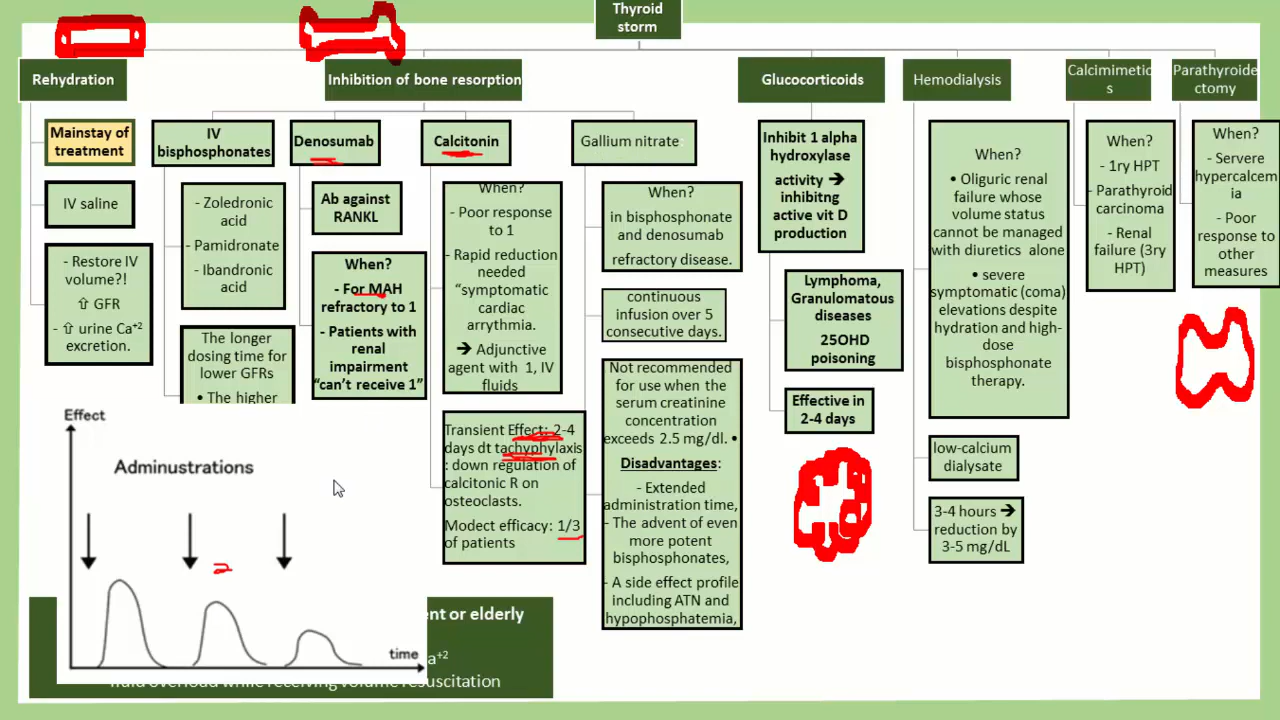 Thyroid
storm
Rehydration
Mainstay of
treatment
IV saline
- Restore IV
volume?!
⇧ GFR
- ⇧ urine Ca+2
excretion.
Inhibition of bone resorption
IV
bisphosphonates
- Zoledronic
acid
- Pamidronate
- Ibandronic
acid
The longer
dosing time for
lower GFRs
• The higher
Denosumab
Ab against
RANKL
When?
- For MAH
refractory to 1
- Patients with
renal
impairment
“can’t receive 1”
Calcitonin
When?
- Poor response
to 1
- Rapid reduction
needed
“symptomatic
cardiac
arrythmia.
➔ Adjunctive
agent with 1, IV
fluids
Transient Effect: 2-4
days dt tachyphylaxis
: down regulation of
calcitonic R on
osteoclasts.
Modect efficacy: 1/3
of patients
Gallium nitrate
When?
in bisphosphonate
and denosumab
refractory disease.
continuous
infusion over 5
consecutive days.
Not recommended
for use when the
serum creatinine
concentration
exceeds 2.5 mg/dl. •
Disadvantages:
- Extended
administration time,
- The advent of even
more potent
bisphosphonates,
- A side effect profile
including ATN and
hypophosphatemia,
Glucocorticoids
Inhibit 1 alpha
hydroxylase
activity ➔
inhibitng
active vit D
production
Lymphoma,
Granulomatous
diseases
25OHD
poisoning
Effective in
2-4 days
Hemodialysis
When?
• Oliguric renal
failure whose
volume status
cannot be managed
with diuretics alone
• severe
symptomatic (coma)
elevations despite
hydration and high-
dose
bisphosphonate
therapy.
low-calcium
dialysate
3-4 hours ➔
reduction by
3-5 mg/dL
Calcimimetic
s
When?
- 1ry HPT
- Parathyroid
carcinoma
- Renal
failure (3ry
HPT)
Parathyroide
ctomy
When?
- Servere
hypercalcem
ia
- Poor
response to
other
measures
Effect
Adminustrations
2
time
ent or elderly
a+2
fluid overload while receiving volume resuscitation